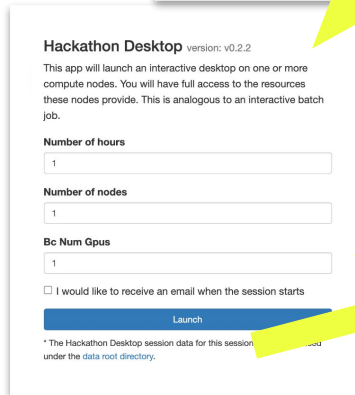 Hackathon Desktop version: v0.2.2
This app will launch an interactive desktop on one or more
compute nodes. You will have full access to the resources
these nodes provide. This is analogous to an interactive batch
job.
Number of hours
1
Number of nodes
1
Bc Num Gpus
1
I would like to receive an email when the session starts
Launch
* The Hackathon Desktop session data for this session
under the data root directory.